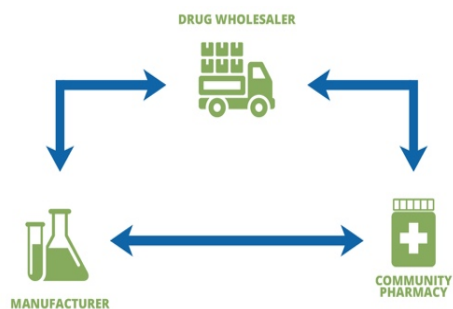 DRUG WHOLESALER
MANUFACTURER
COMMUNITY
PHARMACY